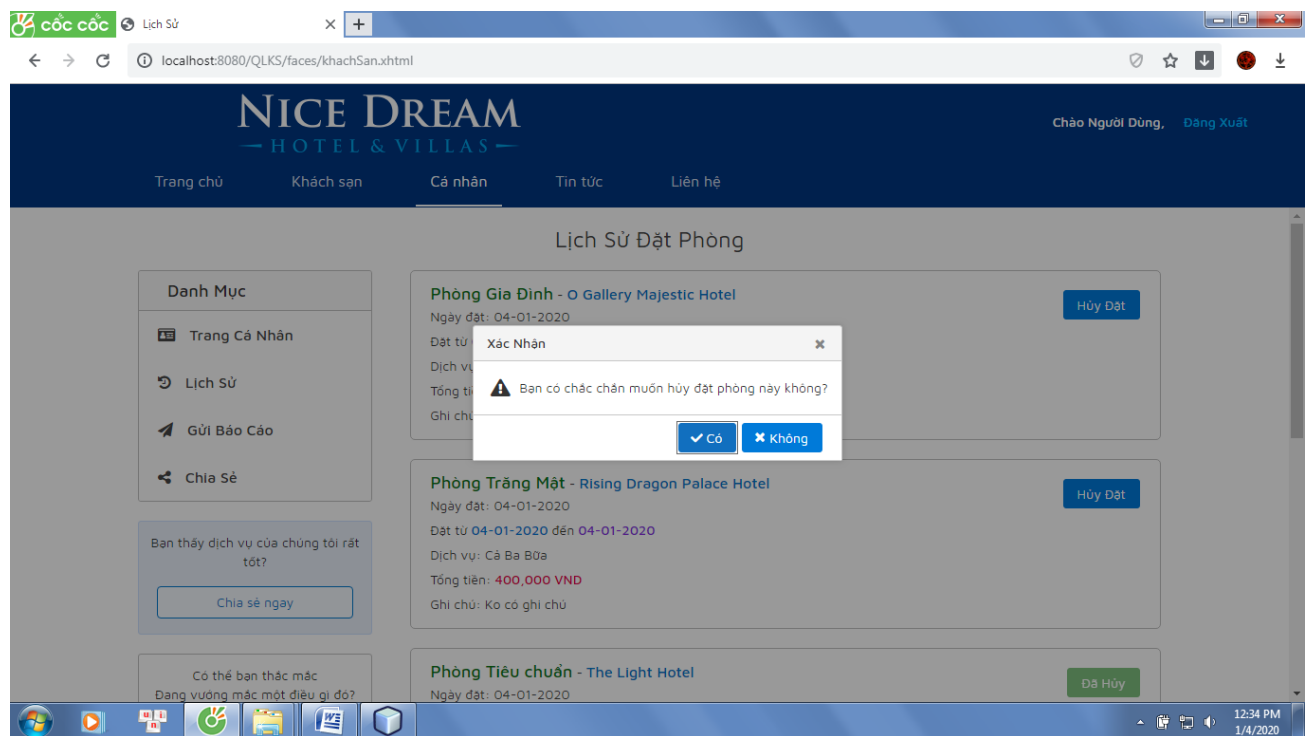 cốc cốc Lịch Sử
localhost:8080/QLKS/faces/khachSan.xhtml
NICE DREAM
HOTEL & VILLAS
Chào Người Dùng, Đăng Xuất
Trang chủ Khách sạn Cá nhân Tin tức Liên hệ
Lịch Sử Đặt Phòng
Danh Mục
Trang Cá Nhân
Lịch Sử
Gửi Báo Cáo
Chia Sẻ
Bạn thấy dịch vụ của chúng tôi rất
tốt?
Chia sẻ ngay
Có thể bạn thắc mắc
Đang vướng mắc một điều gì đó?
Phòng Gia Đình - O Gallery Majestic Hotel
Hủy Đặt
Ngày đặt: 04-01-2020
Đặt từ
Dịch
Tổng
Ghi
Xác Nhận
Bạn có chắc chắn muốn hủy đặt phòng này không?
Có Không
Phòng Trăng Mật - Rising Dragon Palace Hotel
Hủy Đặt
Ngày đặt: 04-01-2020
Đặt từ 04-01-2020 đến 04-01-2020
Dịch vụ: Cả Ba Bữa
Tổng tiền: 400,000 VND
Ghi chú: Ko có ghi chú
Phòng Tiêu chuẩn - The Light Hotel
Đã Hủy
Ngày đặt: 04-01-2020
12:34 PM
1/4/2020